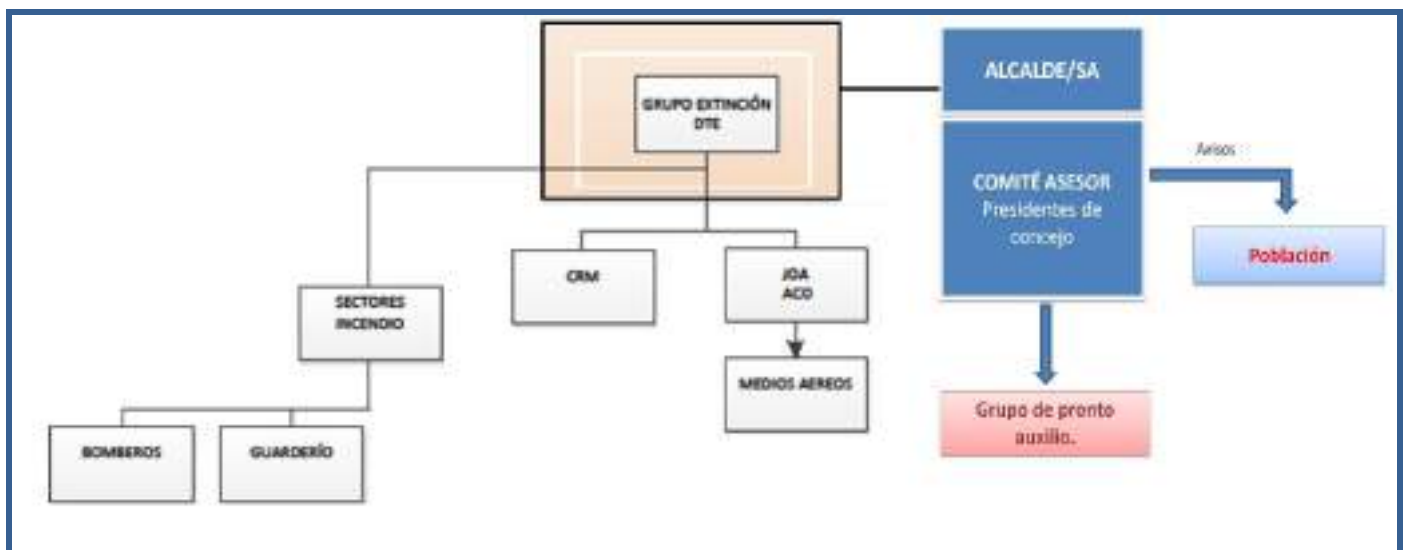 GRUPO EXTINCIÓN
DTE
ALCALDE/SA
COMITÉ ASESOR
Presidentes de
concejo
Avisos
Población
CRM
JOA
ACO
SECTORES
INCENDIO
MEDIOS AEREOS
Grupo de pronto
auxilio.
BOMBEROS
GUARDERÍO